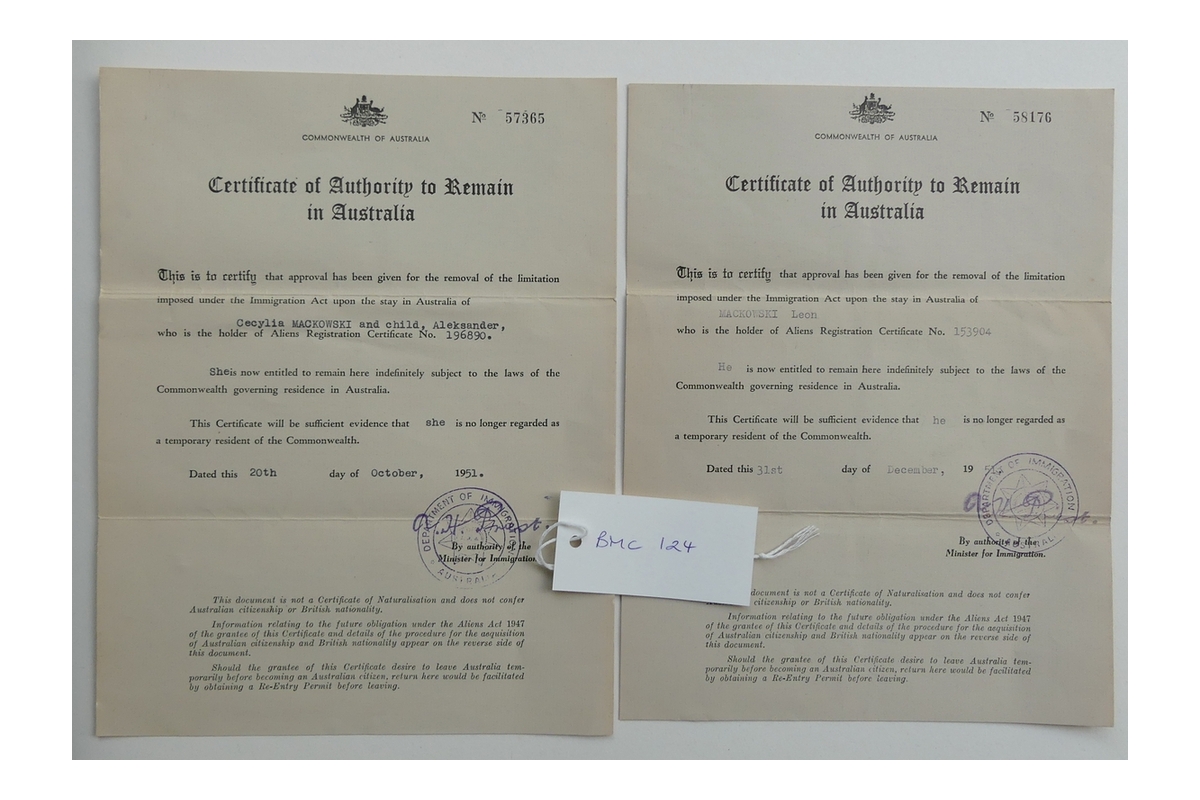 COMMONWEALTH OF AUSTRALIA
No 57365
Certificate of Authority to Remain
in Australia
This is to certify that approval has been given for the removal of the limitation
imposed under the Immigration Act upon the stay in Australia of
Cecylia MACKOWSKI and child, Aleksander,
who is the holder of Aliens Registration Certificate No. 196890.
She is now entitled to remain here indefinitely subject to the laws of the
Commonwealth governing residence in Australia.
This Certificate will be sufficient evidence that she is no longer regarded as
a temporary resident of the Commonwealth.
Dated this 20th day of October, 1951.
DEPARTMENT OF IMMIGRATION
AUSTRALIA
By authority of the
Minister for Immigration
This document is not a Certificate of Naturalisation and does not confer
Australian citizenship or British nationality.
Information relating to the future obligation under the Aliens Act 1947
of the grantee of this Certificate and details of the procedure for the acquisition
of Australian citizenship and British nationality appear on the reverse side of
this document.
Should the grantee of this Certificate desire to leave Australia tem-
porarily before becoming an Australian citizen, return here would be facilitated
by obtaining a Re-Entry Permit before leaving.
BMC 124
COMMONWEALTH OF AUSTRALIA
No 58176
Certificate of Authority to Remain
in Australia
This is to certify that approval has been given for the removal of the limitation
imposed under the Immigration Act upon the stay in Australia of
MACKOWSKI Leon
who is the holder of Aliens Registration Certificate No. 153904
He is now entitled to remain here indefinitely subject to the laws of the
Commonwealth governing residence in Australia.
This Certificate will be sufficient evidence that he is no longer regarded as
a temporary resident of the Commonwealth.
Dated this 31st day of December, 19
DEPARTMENT OF IMMIGRATION
AUSTRAL
By authority of the
Minister for Immigration.
document is not a Certificate of Naturalisation and does not confer
citizenship or British nationality.
Information relating to the future obligation under the Aliens Act 1947
of the grantee of this Certificate and details of the procedure for the acquisition
of Australian citizenship and British nationality appear on the reverse side of
this document.
Should the grantee of this Certificate desire to leave Australia tem-
porarily before becoming an Australian citizen, return here would be facilitated
by obtaining a Re-Entry Permit before leaving.